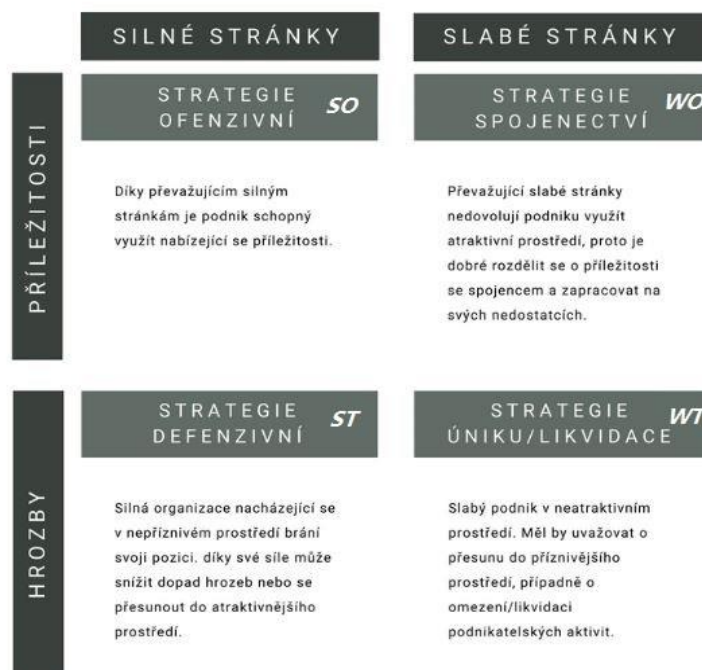 SILNÉ STRÁNKY
SLABÉ STRÁNKY
PŘÍLEŽITOSTI
STRATEGIE
OFENZIVNÍ
SO
Díky převažujícím silným
stránkám je podnik schopný
využít nabízející se příležitosti.
STRATEGIE
SPOJENECTVÍ
WO
Převažující slabé stránky
nedovolují podniku využít
atraktivní prostředí, proto je
dobré rozdělit se o příležitosti
se spojencem a zapracovat na
svých nedostatcích.
HROZBY
STRATEGIE
DEFENZIVNÍ
ST
Silná organizace nacházející se
v nepříznivém prostředí brání
svoji pozici. díky své síle může
snížit dopad hrozeb nebo se
přesunout do atraktivnějšího
prostředí.
STRATEGIE
ÚNIKU/LIKVIDACE
WT
Slabý podnik v neatraktivním
prostředí. Měl by uvažovat o
přesunu do příznivějšího
prostředí, případně o
omezení/likvidaci
podnikatelských aktivit.